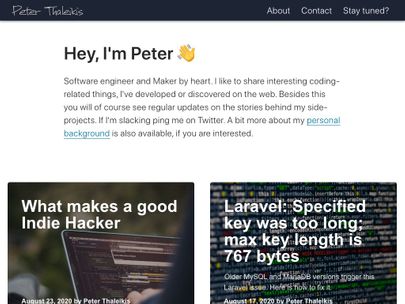 Peter Thaleikis
About Contact Stay tuned?
Hey, I'm Peter 👋
Software engineer and Maker by heart. I like to share interesting coding-
related things, I've developed or discovered on the web. Besides this
you will of course see regular updates on the stories behind my side-
projects. If I'm slacking ping me on Twitter. A bit more about my personal
background is also available, if you are interested.
What makes a good
Indie Hacker
August 23, 2020 by Peter Thaleikis
Laravel: Specified
key was too long;
max key length is
767 bytes
Older MySQL and MariaDB versions trigger this
Laravel issue. Here's how to fix it.
August 17, 2020 by Peter Thaleikis